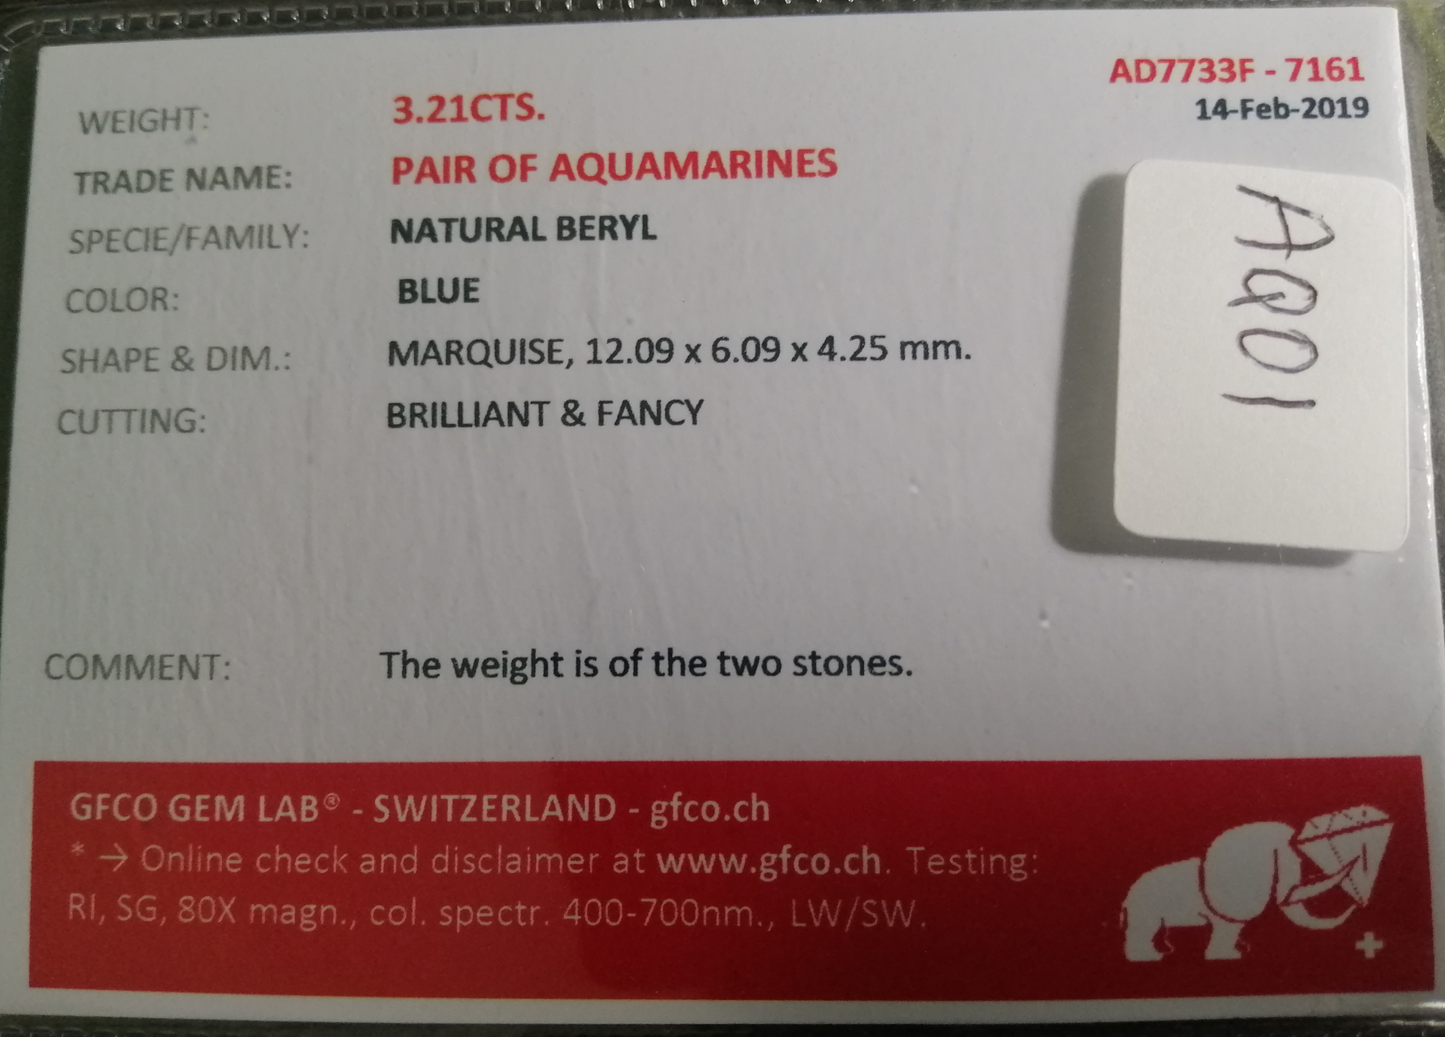 AD7733F - 7161
14-Feb-2019
WEIGHT: 3.21CTS.
TRADE NAME: PAIR OF AQUAMARINES
SPECIE/FAMILY: NATURAL BERYL
COLOR: BLUE
SHAPE & DIM.: MARQUISE, 12.09 x 6.09 x 4.25 mm.
CUTTING: BRILLIANT & FANCY
AQ01
COMMENT: The weight is of the two stones.
GFCO GEM LAB® - SWITZERLAND - gfco.ch
* → Online check and disclaimer at www.gfco.ch. Testing:
RI, SG, 80X magn., col. spectr. 400-700nm., LW/SW.